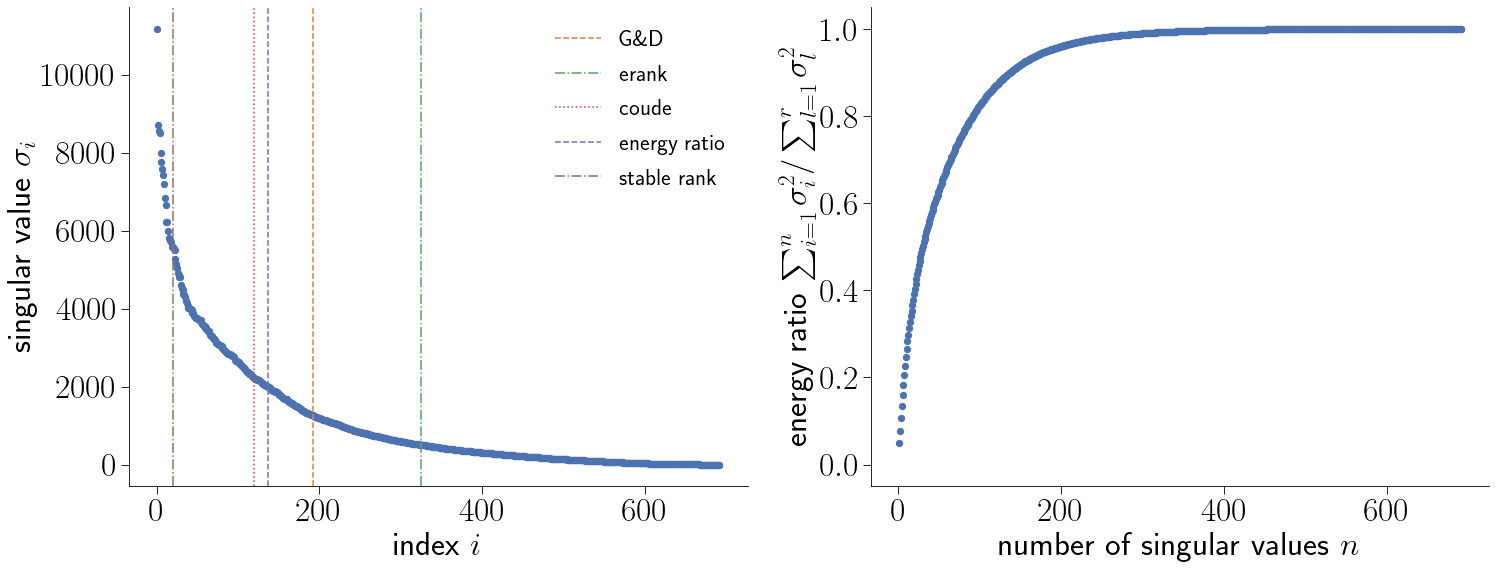 singular value σ_i
10000
8000
6000
4000
2000
0
G&D
erank
coude
energy ratio
stable rank
0 200 400 600
index i
energy ratio ∑_{i=1}^{n} σ_i^2 / ∑_{l=1}^{r} σ_l^2
1.0
0.8
0.6
0.4
0.2
0.0
0 200 400 600
number of singular values n